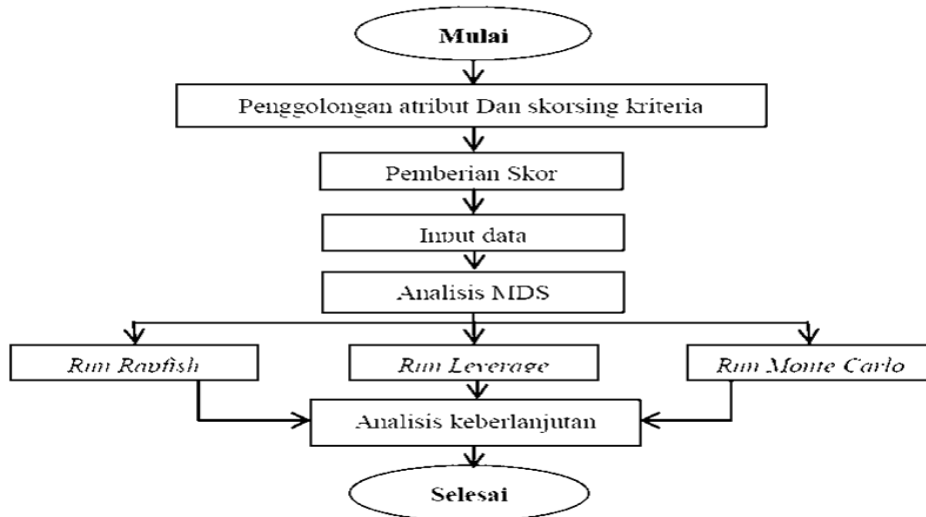 Mulai
Penggolongan atribut Dan skorsing kriteria
Pemberian Skor
Input data
Analisis MDS
Run Rapfish
Run Leverage
Run Monte Carlo
Analisis keberlanjutan
Selesai